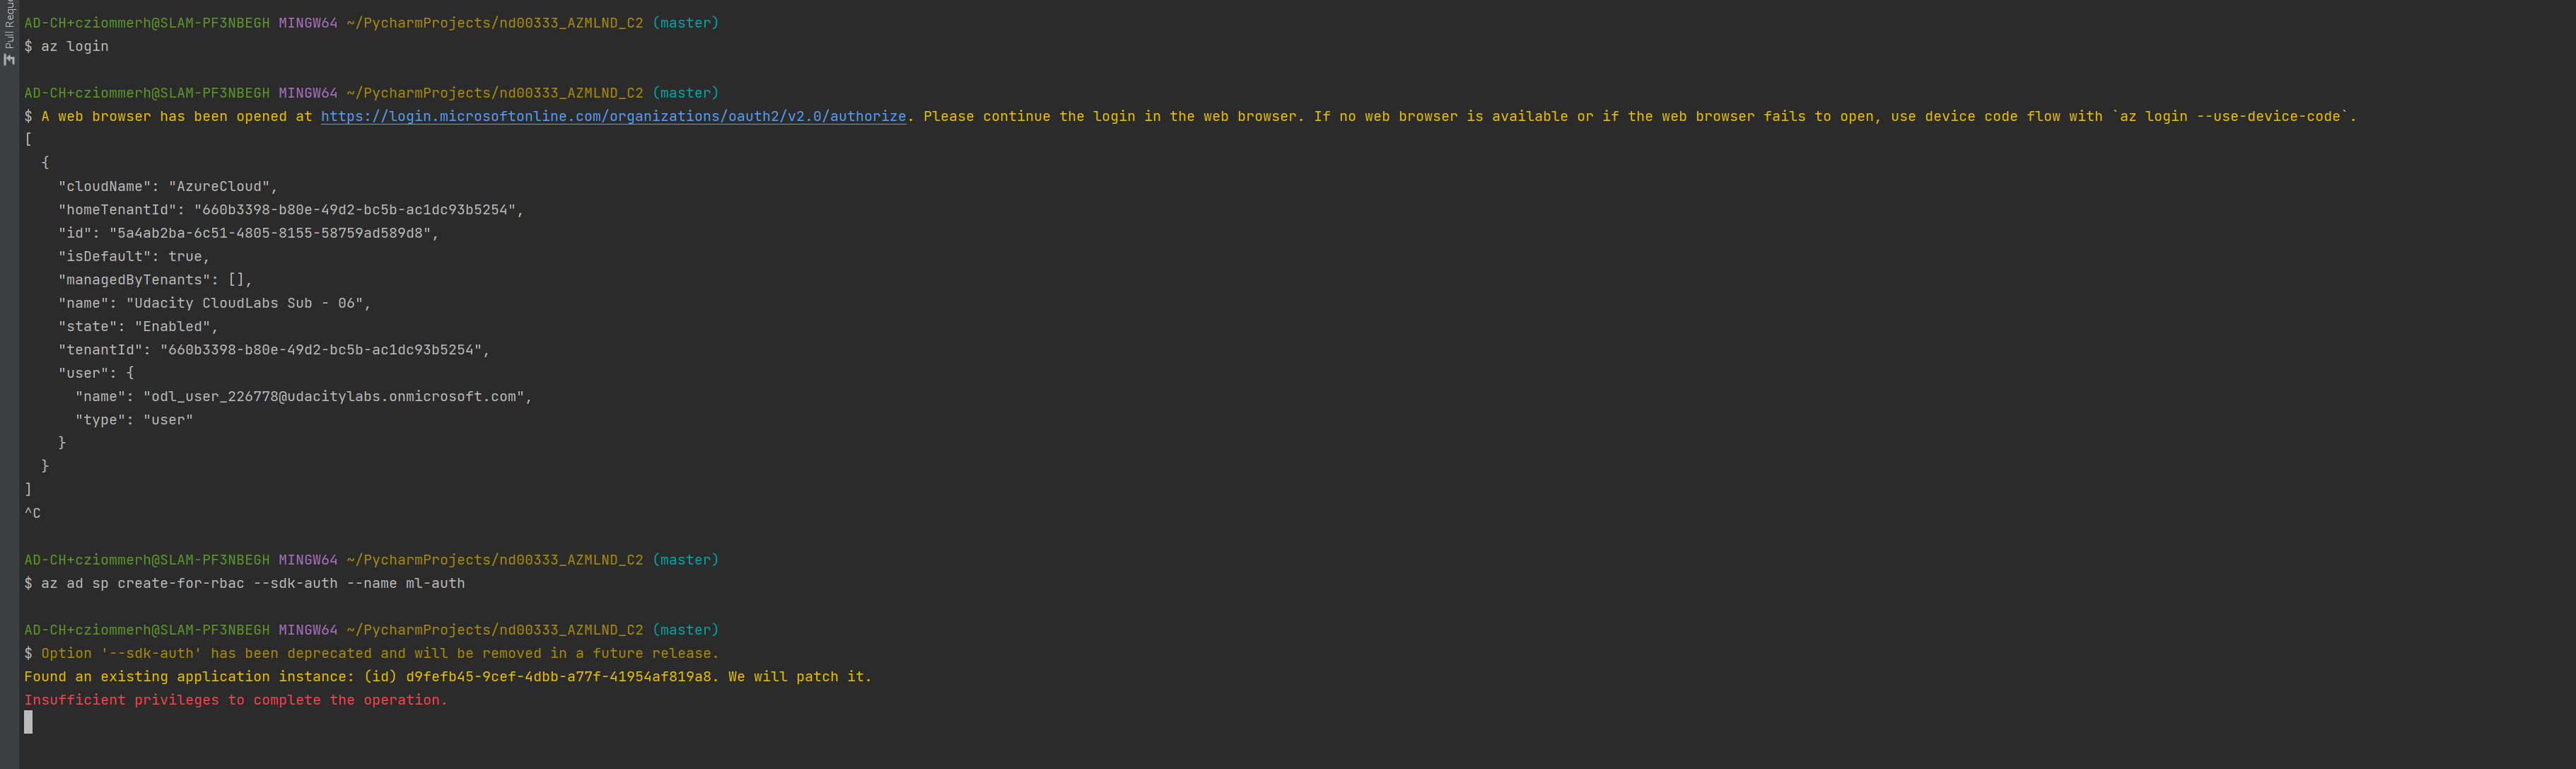 Pull Reque
AD-CH+cziommerh@SLAM-PF3NBEGH MINGW64 ~/PycharmProjects/nd00333_AZMLND_C2 (master)
$ az login
AD-CH+cziommerh@SLAM-PF3NBEGH MINGW64 ~/PycharmProjects/nd00333_AZMLND_C2 (master)
$ A web browser has been opened at https://login.microsoftonline.com/organizations/oauth2/v2.0/authorize. Please continue the login in the web browser. If no web browser is available or if the web browser fails to open, use device code flow with `az login --use-device-code`.
[
  {
    "cloudName": "AzureCloud",
    "homeTenantId": "660b3398-b80e-49d2-bc5b-ac1dc93b5254",
    "id": "5a4ab2ba-6c51-4805-8155-58759ad589d8",
    "isDefault": true,
    "managedByTenants": [],
    "name": "Udacity CloudLabs Sub - 06",
    "state": "Enabled",
    "tenantId": "660b3398-b80e-49d2-bc5b-ac1dc93b5254",
    "user": {
      "name": "odl_user_226778@udacitylabs.onmicrosoft.com",
      "type": "user"
    }
  }
]
^C
AD-CH+cziommerh@SLAM-PF3NBEGH MINGW64 ~/PycharmProjects/nd00333_AZMLND_C2 (master)
$ az ad sp create-for-rbac --sdk-auth --name ml-auth
AD-CH+cziommerh@SLAM-PF3NBEGH MINGW64 ~/PycharmProjects/nd00333_AZMLND_C2 (master)
$ Option '--sdk-auth' has been deprecated and will be removed in a future release.
Found an existing application instance: (id) d9fefb45-9cef-4dbb-a77f-41954af819a8. We will patch it.
Insufficient privileges to complete the operation.